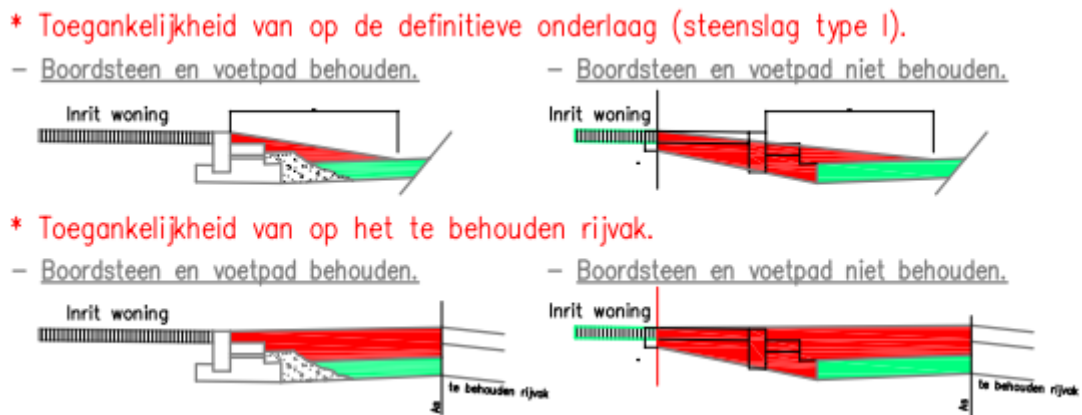 * Toegankelijkheid van op de definitieve onderlaag (steenslag type I).
- Boordsteen en voetpad behouden.
- Boordsteen en voetpad niet behouden.
Inrit woning
Inrit woning
* Toegankelijkheid van op het te behouden rijvak.
- Boordsteen en voetpad behouden.
- Boordsteen en voetpad niet behouden.
Inrit woning
Inrit woning
te behouden rijvak
te behouden rijvak
As
As